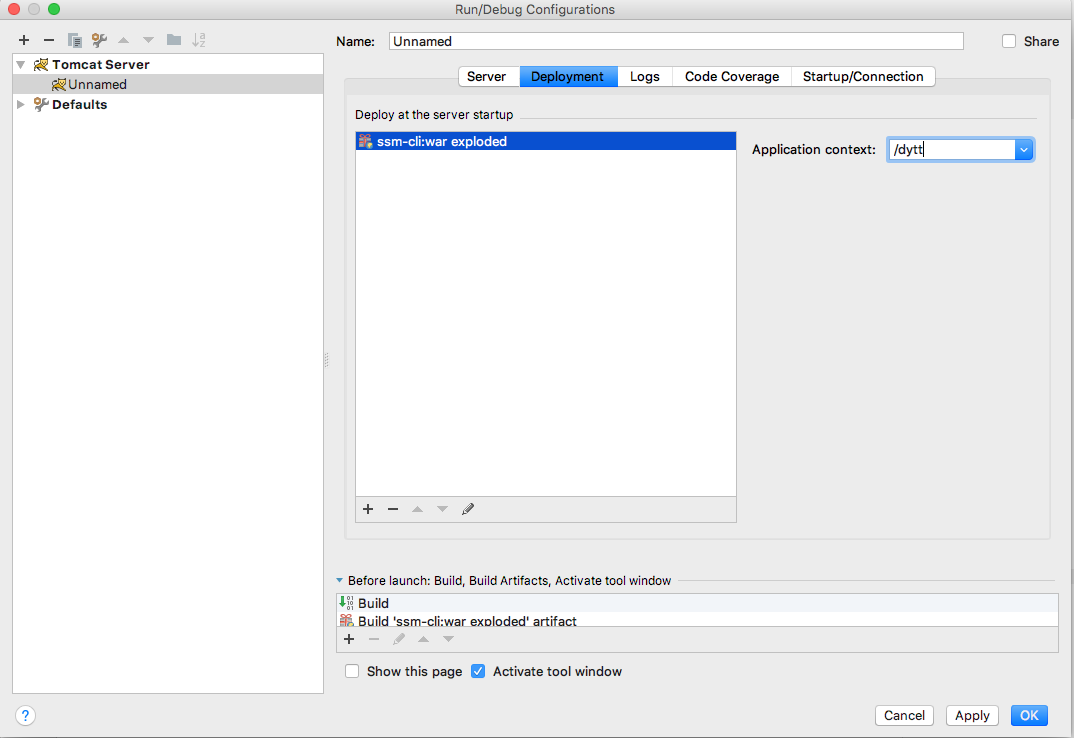 Run/Debug Configurations
Name: Unnamed Share
Tomcat Server
Unnamed
Defaults
Server Deployment Logs Code Coverage Startup/Connection
Deploy at the server startup
ssm-cli:war exploded
Application context: /dytt
Before launch: Build, Build Artifacts, Activate tool window
Build
Build 'ssm-cli:war exploded' artifact
Show this page Activate tool window
? Cancel Apply OK